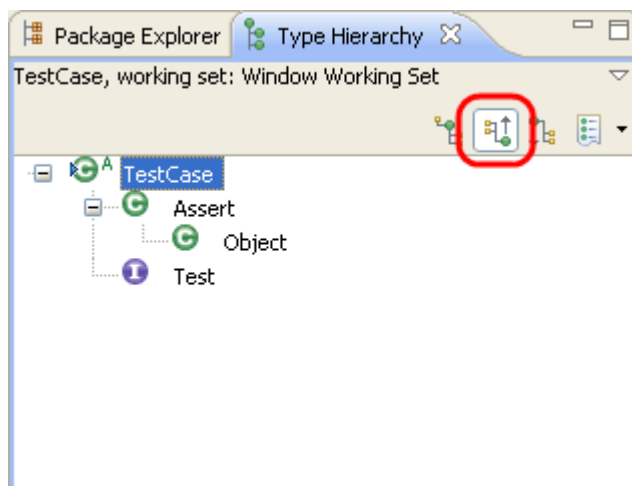 Package Explorer Type Hierarchy
TestCase, working set: Window Working Set
C A TestCase
C Assert
C Object
I Test